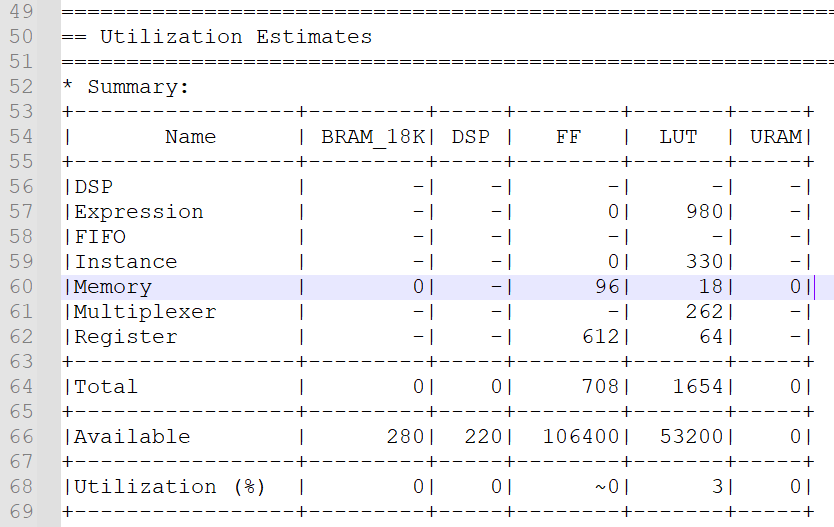 49 ============================================================
50 == Utilization Estimates
51 ============================================================
52 * Summary:
53 +------------------+---------+-----+--------+-------+-----+
54 |       Name       | BRAM_18K| DSP |   FF   |  LUT  | URAM|
55 +------------------+---------+-----+--------+-------+-----+
56 |DSP               |        -|    -|       -|      -|    -|
57 |Expression        |        -|    -|       0|    980|    -|
58 |FIFO              |        -|    -|       -|      -|    -|
59 |Instance          |        -|    -|       0|    330|    -|
60 |Memory            |        0|    -|      96|     18|    0|
61 |Multiplexer       |        -|    -|       -|    262|    -|
62 |Register          |        -|    -|     612|     64|    -|
63 +------------------+---------+-----+--------+-------+-----+
64 |Total             |        0|    0|     708|   1654|    0|
65 +------------------+---------+-----+--------+-------+-----+
66 |Available         |      280|  220|  106400|  53200|    0|
67 +------------------+---------+-----+--------+-------+-----+
68 |Utilization (%)   |        0|    0|      ~0|      3|    0|
69 +------------------+---------+-----+--------+-------+-----+